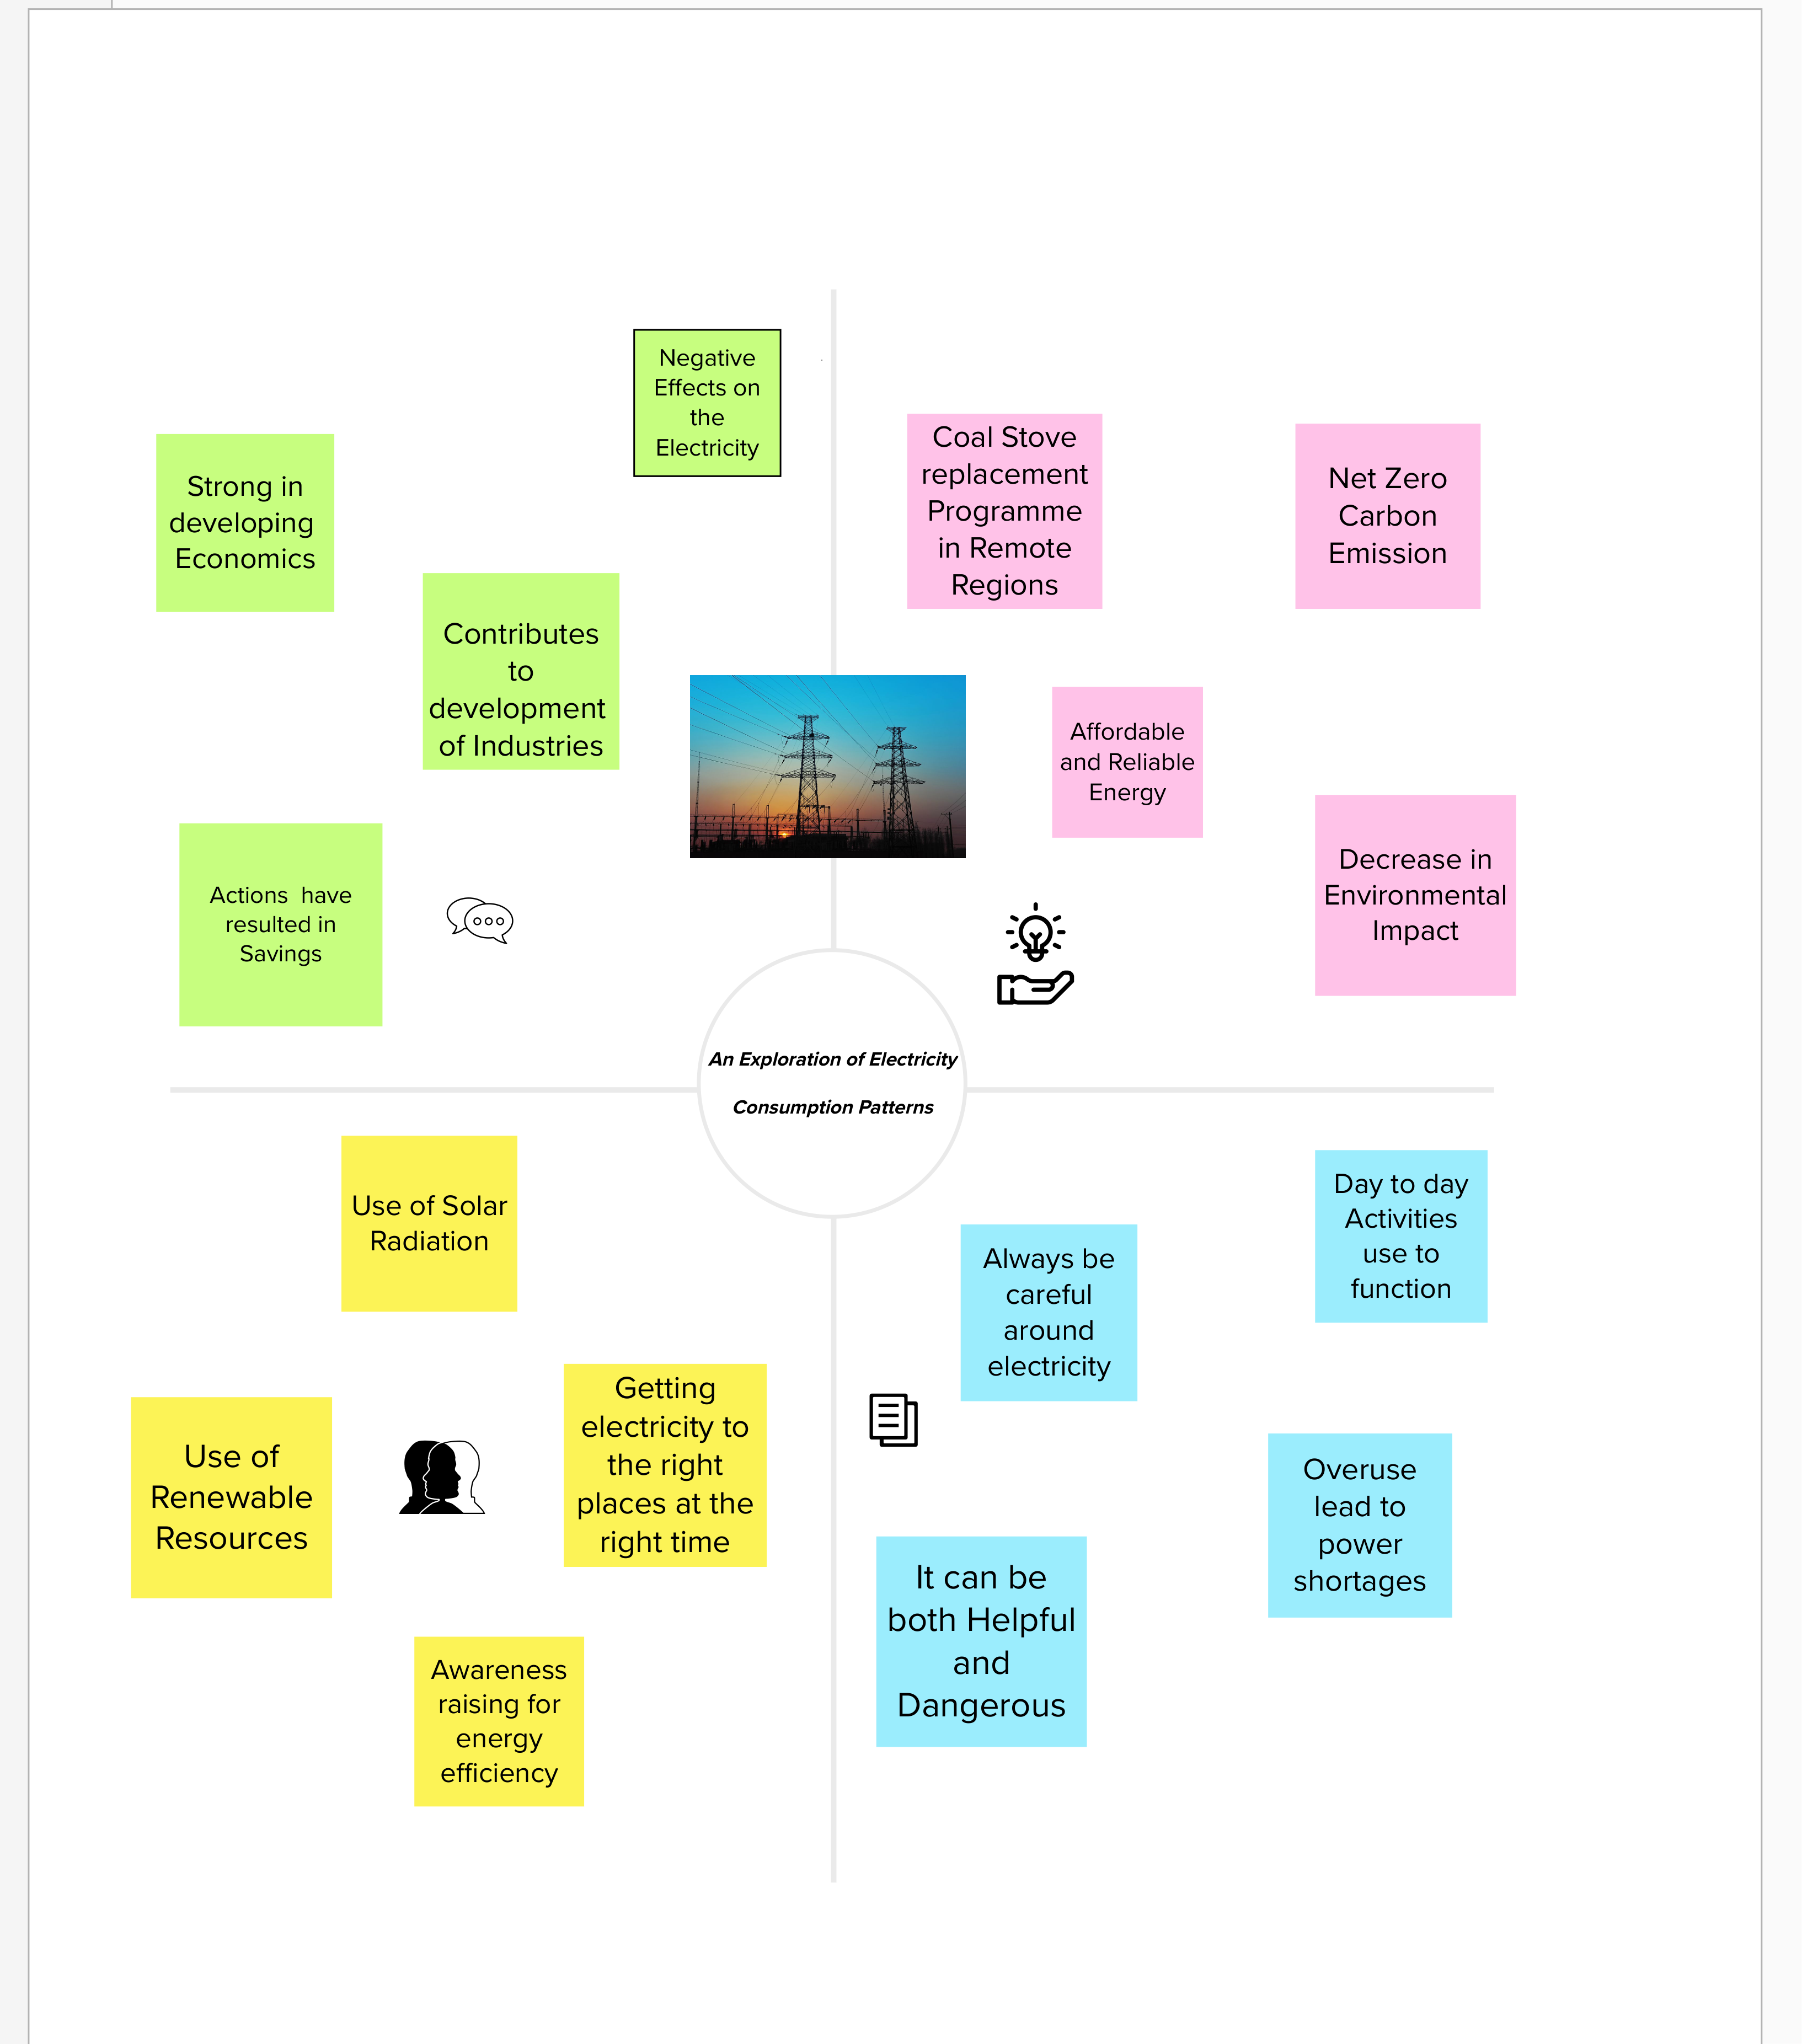 Negative
Effects on
the
Electricity
Strong in
developing
Economics
Contributes
to
development
of Industries
Actions  have
resulted in
Savings
Coal Stove
replacement
Programme
in Remote
Regions
Net Zero
Carbon
Emission
Affordable
and Reliable
Energy
Decrease in
Environmental
Impact
An Exploration of Electricity
Consumption Patterns
Use of Solar
Radiation
Use of
Renewable
Resources
Getting
electricity to
the right
places at the
right time
Awareness
raising for
energy
efficiency
Always be
careful
around
electricity
Day to day
Activities
use to
function
Overuse
lead to
power
shortages
It can be
both Helpful
and
Dangerous